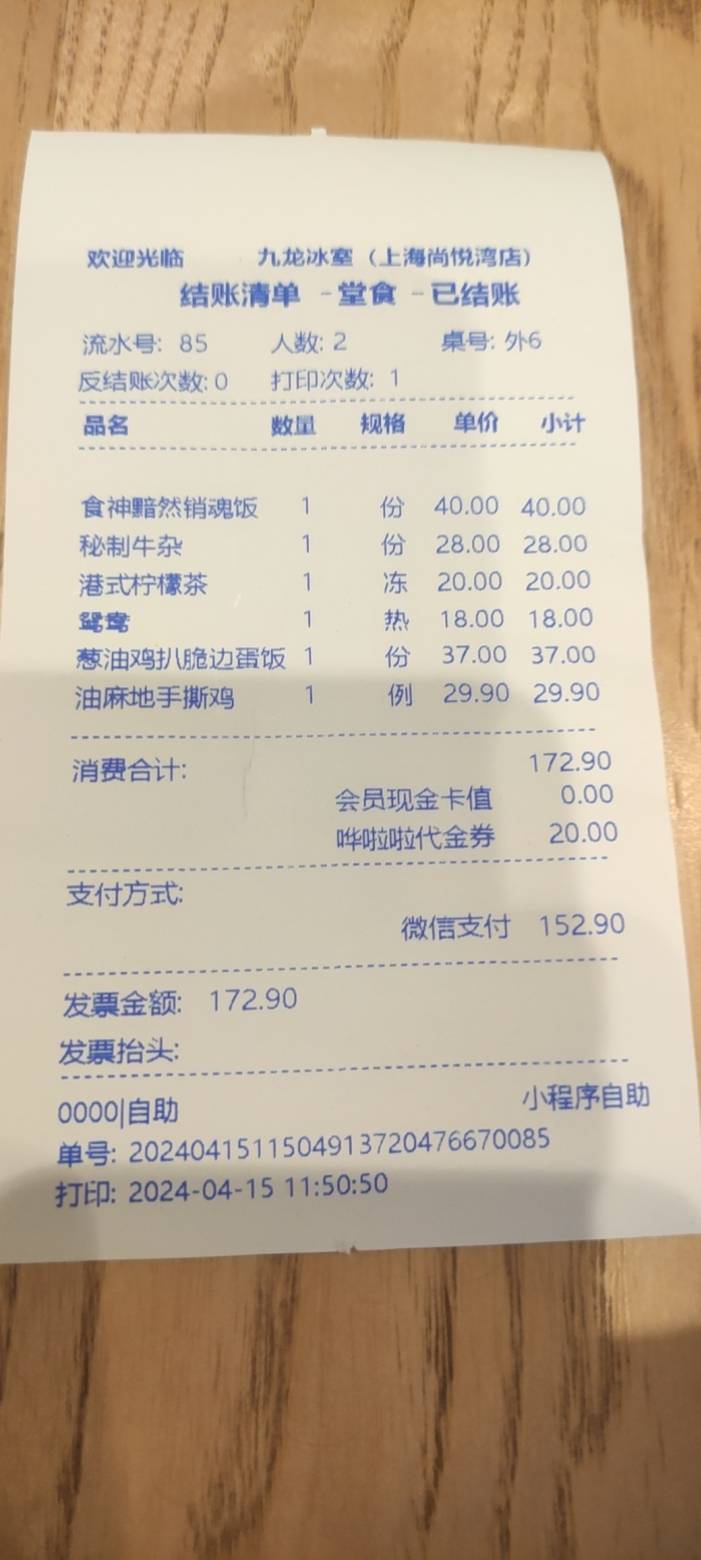 欢迎光临 九龙冰室（上海尚悦湾店）
结账清单 -堂食 -已结账
流水号: 85 人数: 2 桌号: 外6
反结账次数: 0 打印次数: 1
品名 数量 规格 单价 小计
食神黯然销魂饭 1 份 40.00 40.00
秘制牛杂 1 份 28.00 28.00
港式柠檬茶 1 冻 20.00 20.00
鸳鸯 1 热 18.00 18.00
葱油鸡扒脆边蛋饭 1 份 37.00 37.00
油麻地手撕鸡 1 例 29.90 29.90
消费合计: 172.90
会员现金卡值 0.00
哗啦啦代金券 20.00
支付方式:
微信支付 152.90
发票金额: 172.90
发票抬头:
0000|自助 小程序自助
单号: 20240415115049137204766​70085
打印: 2024-04-15 11:50:50